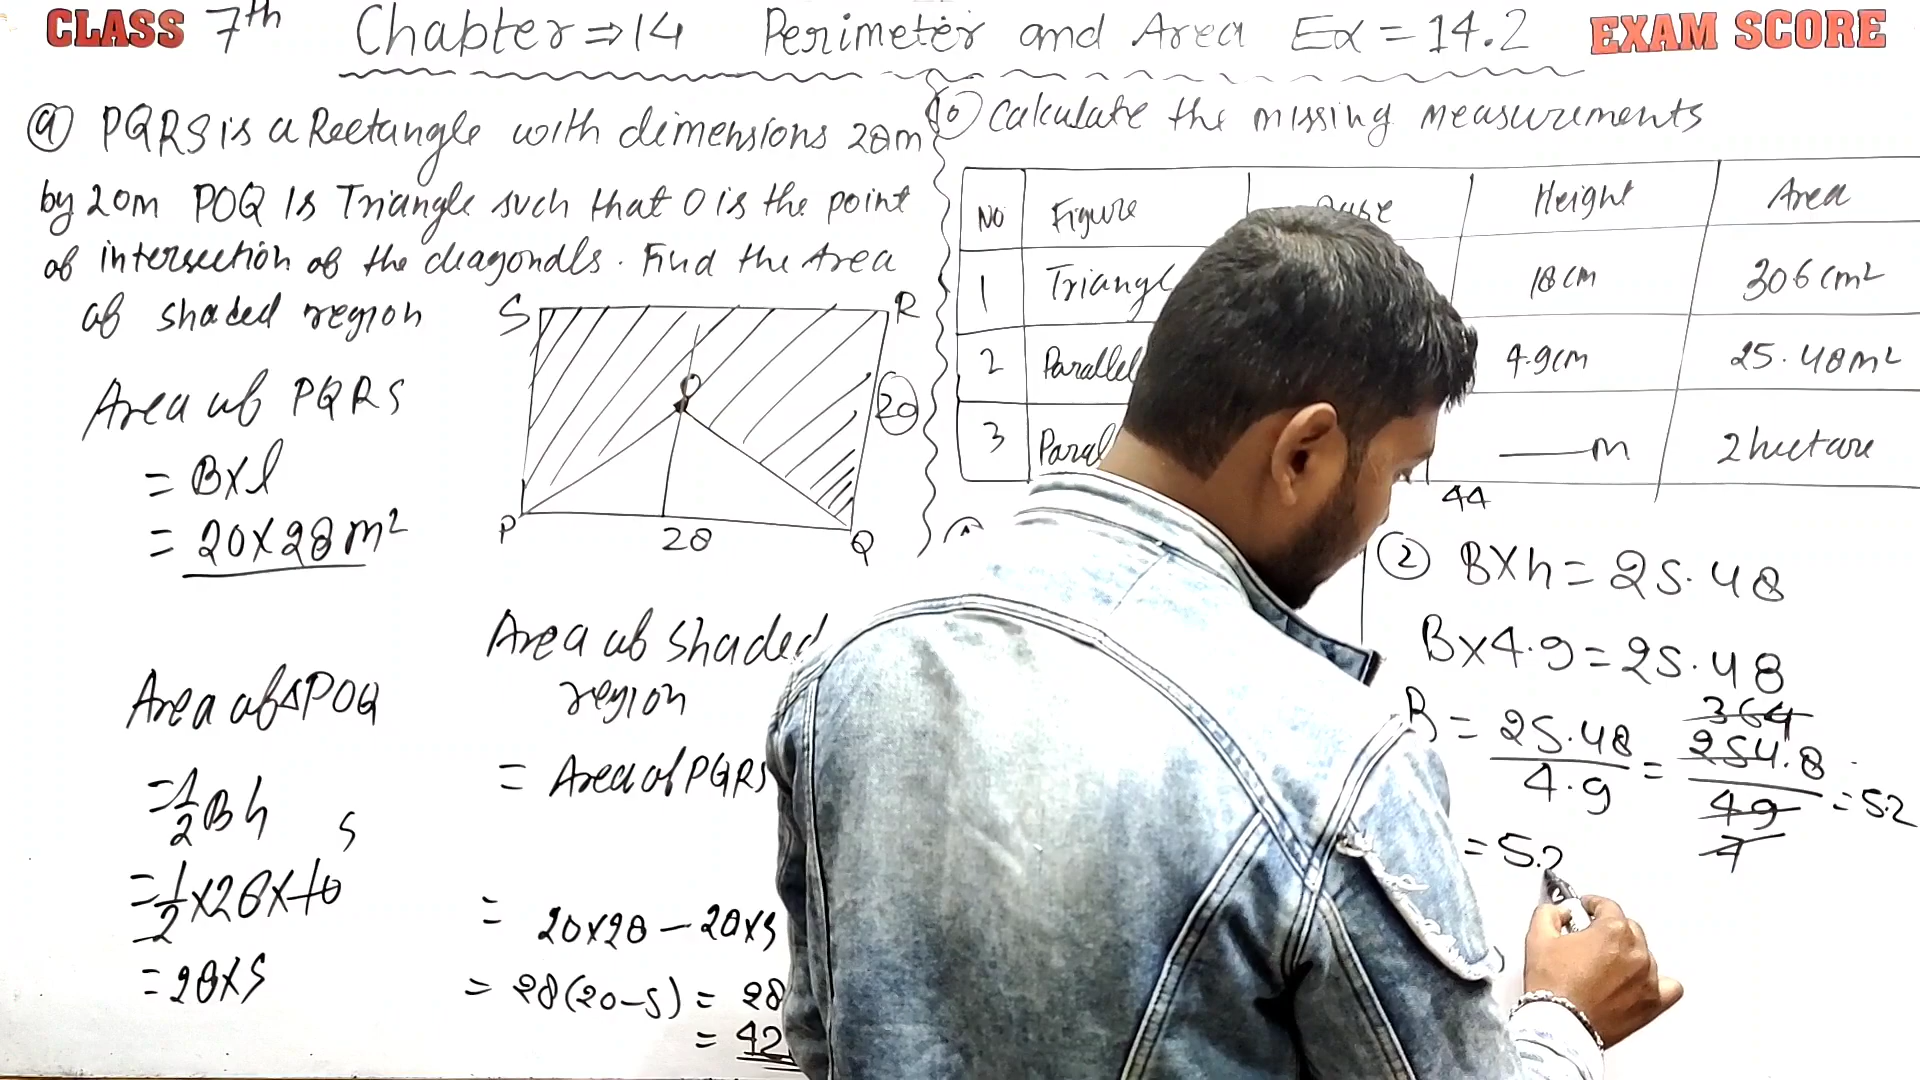 CLASS 7th Chapter ⇒ 14 Perimeter and Area Ex = 14.2 EXAM SCORE
(9) PQRS is a Rectangle with dimensions 28m
by 20m POQ is Triangle such that O is the point
of intersection of the diagonals. Find the Area
of shaded region
S R
O
20
P 28 Q
Area of PQRS
= B×l
= 20×28 m²
Area of ΔPOQ
= 1/2 Bh
5
= 1/2 ×28×10
= 28×5
Area of Shaded
region
= Area of PQRS
= 20×28 – 28×5
= 28(20-5) = 28
= 42
10) Calculate the missing measurements
No Figure Height Area
1 Triangl 18 cm 306 cm²
2 Parallel 4.9cm 25.48m²
3 Paral m 2 hectare
44
(2) B×h = 25.48
B×4.9 = 25.48
364
B = 25.48/4.9 = 254.8/49 = 5.2
7
= 5.2